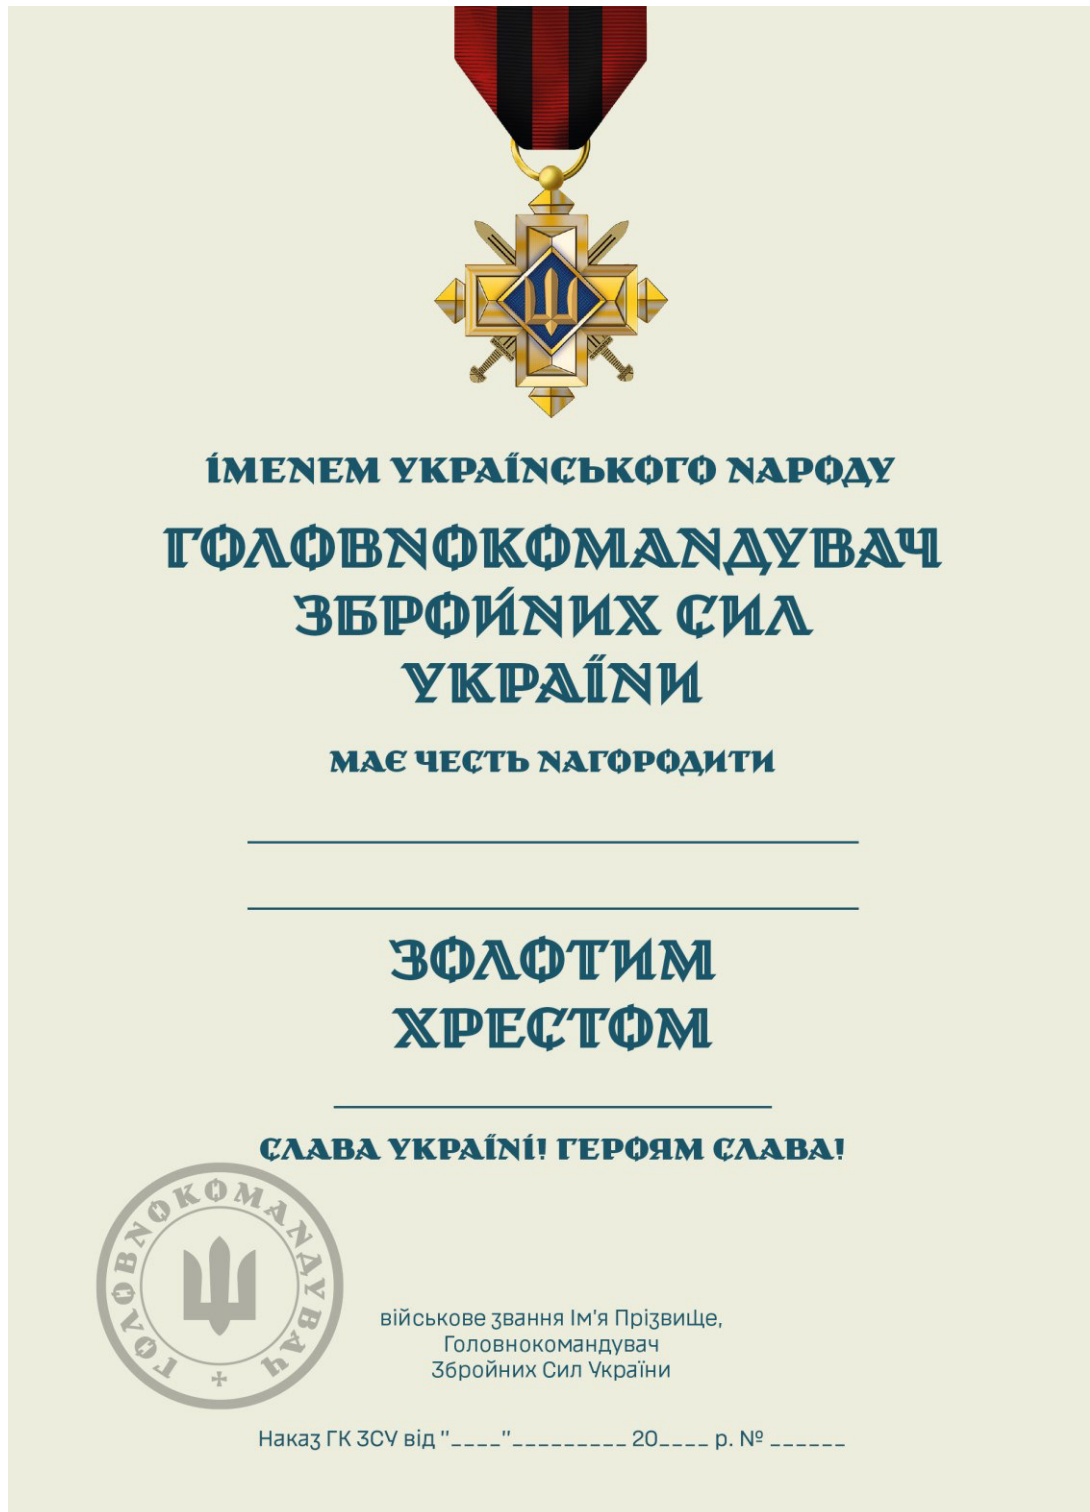 ІМЕНЕМ УКРАЇНСЬКОГО НАРОДУ
ГОЛОВНОКОМАНДУВАЧ
ЗБРОЙНИХ СИЛ
УКРАЇНИ
МАЄ ЧЕСТЬ НАГОРОДИТИ
ЗОЛОТИМ
ХРЕСТОМ
СЛАВА УКРАЇНІ! ГЕРОЯМ СЛАВА!
ГОЛОВНОКОМАНДУВАЧ
військове звання Ім'я Прізвище,
Головнокомандувач
Збройних Сил України
Наказ ГК ЗСУ від "____"_________ 20____ р. № ______